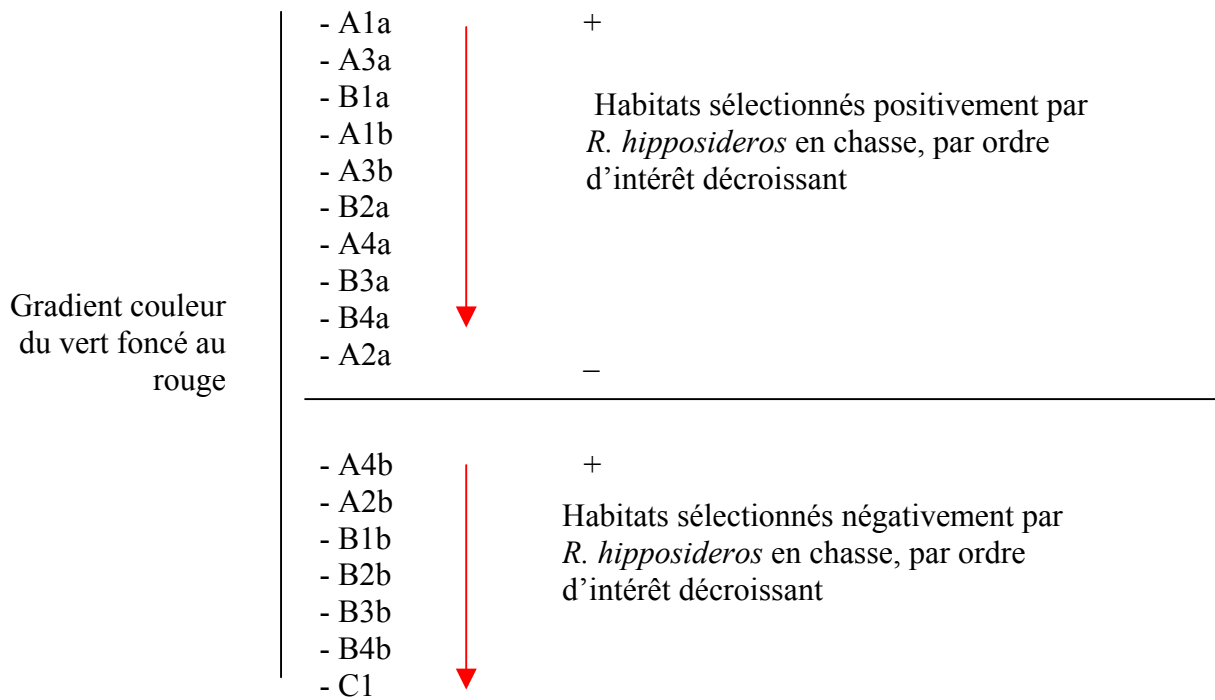 - A1a
+
- A3a
- B1a
- A1b
- A3b
- B2a
- A4a
- B3a
- B4a
- A2a
–
Habitats sélectionnés positivement par
R. hipposideros en chasse, par ordre
d’intérêt décroissant
Gradient couleur
du vert foncé au
rouge
- A4b
+
- A2b
- B1b
- B2b
- B3b
- B4b
- C1
Habitats sélectionnés négativement par
R. hipposideros en chasse, par ordre
d’intérêt décroissant